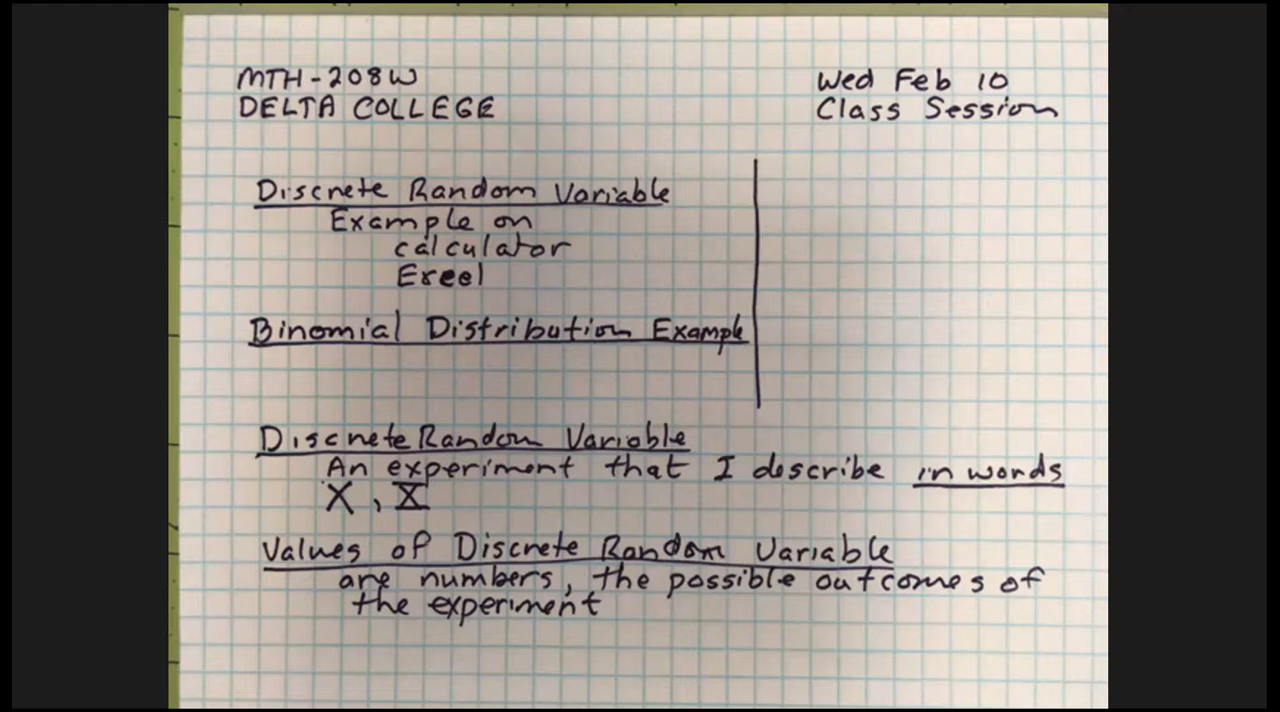 MTH-208W
DELTA COLLEGE
Wed Feb 10
Class Session
Discrete Random Variable
Example on
calculator
Excel
Binomial Distribution Example
Discrete Random Variable
An experiment that I describe in words
X, X
Values of Discrete Random Variable
are numbers, the possible outcomes of
the experiment